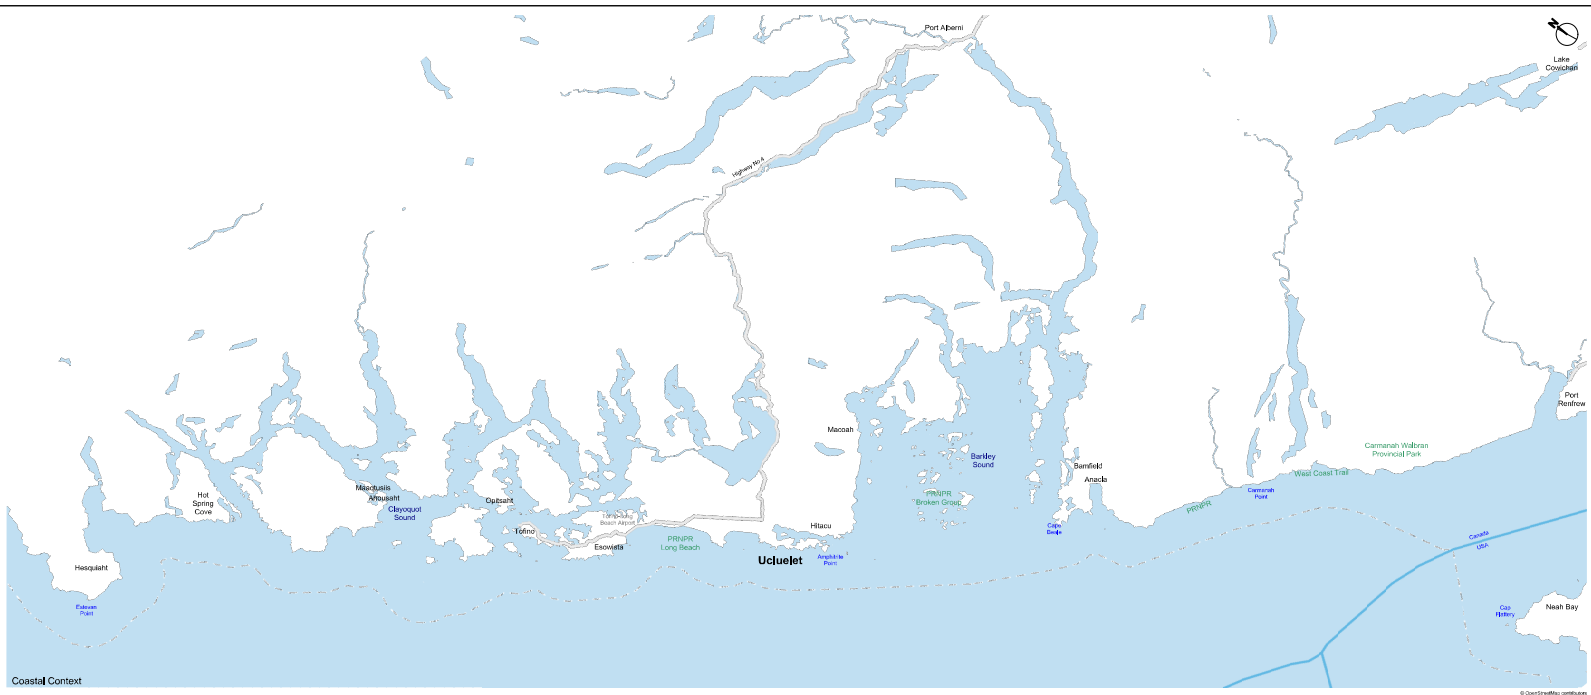 Port Alberni
N
Lake
Cowichan
Highway No 4
Macoah
Port
Renfrew
Carmanah Walbran
Provincial Park
Barkley
Sound
Bamfield
Anacla
West Coast Trail
Maaqtusiis
Ahousaht
Hot
Spring
Cove
Opitsaht
Clayoquot
Sound
PRNPR
Broken Group
Carmanah
Point
PRNPR
Beach Airport
Tofino
Hitacu
Cape
Beale
Esowista
PRNPR
Long Beach
Canada
USA
Ucluelet
Amphitrite
Point
Hesquiaht
Estevan
Point
Cap
Flattery
Neah Bay
Coastal Context
© OpenStreetMap contributors